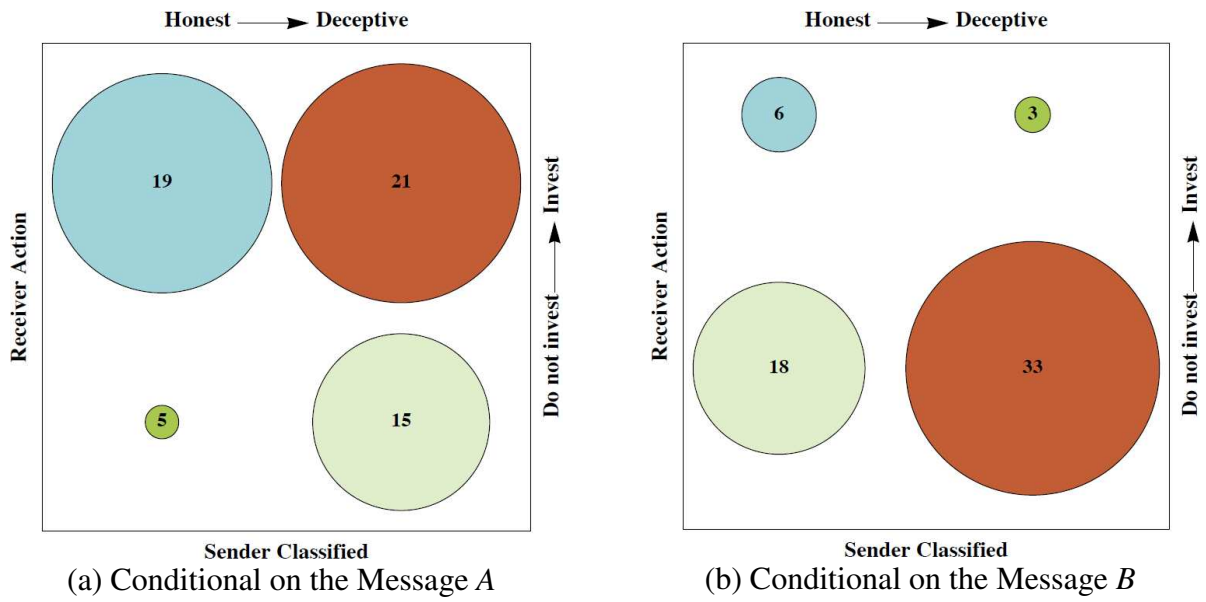 Honest → Deceptive
Receiver Action
19
21
5
15
Do not invest → Invest
Sender Classified
(a) Conditional on the Message A
Honest → Deceptive
Receiver Action
6
3
18
33
Do not invest → Invest
Sender Classified
(b) Conditional on the Message B